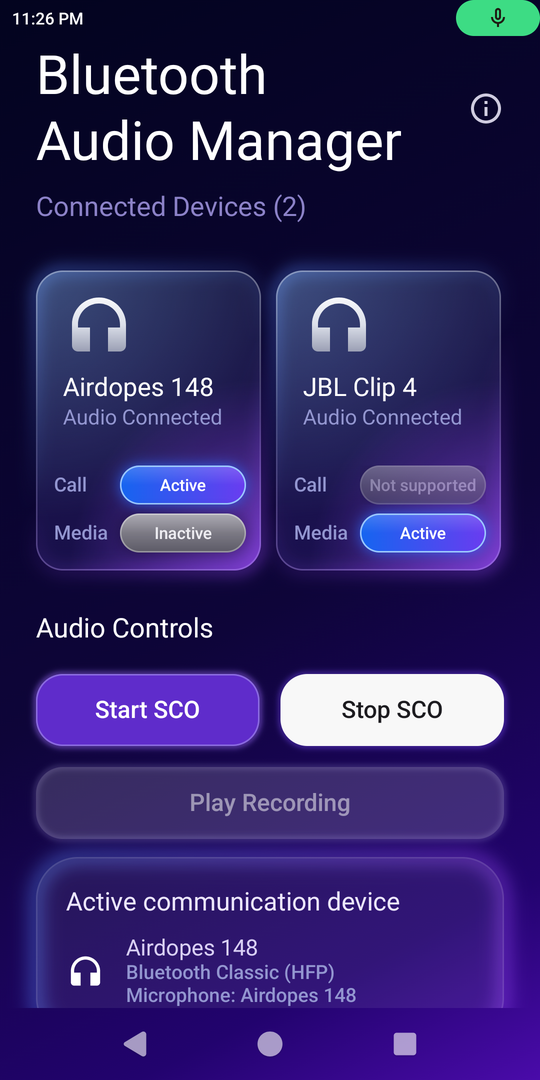 11:26 PM
Bluetooth
Audio Manager
Connected Devices (2)
Airdopes 148
Audio Connected
Call
Active
Media
Inactive
JBL Clip 4
Audio Connected
Call
Not supported
Media
Active
Audio Controls
Start SCO
Stop SCO
Play Recording
Active communication device
Airdopes 148
Bluetooth Classic (HFP)
Microphone: Airdopes 148